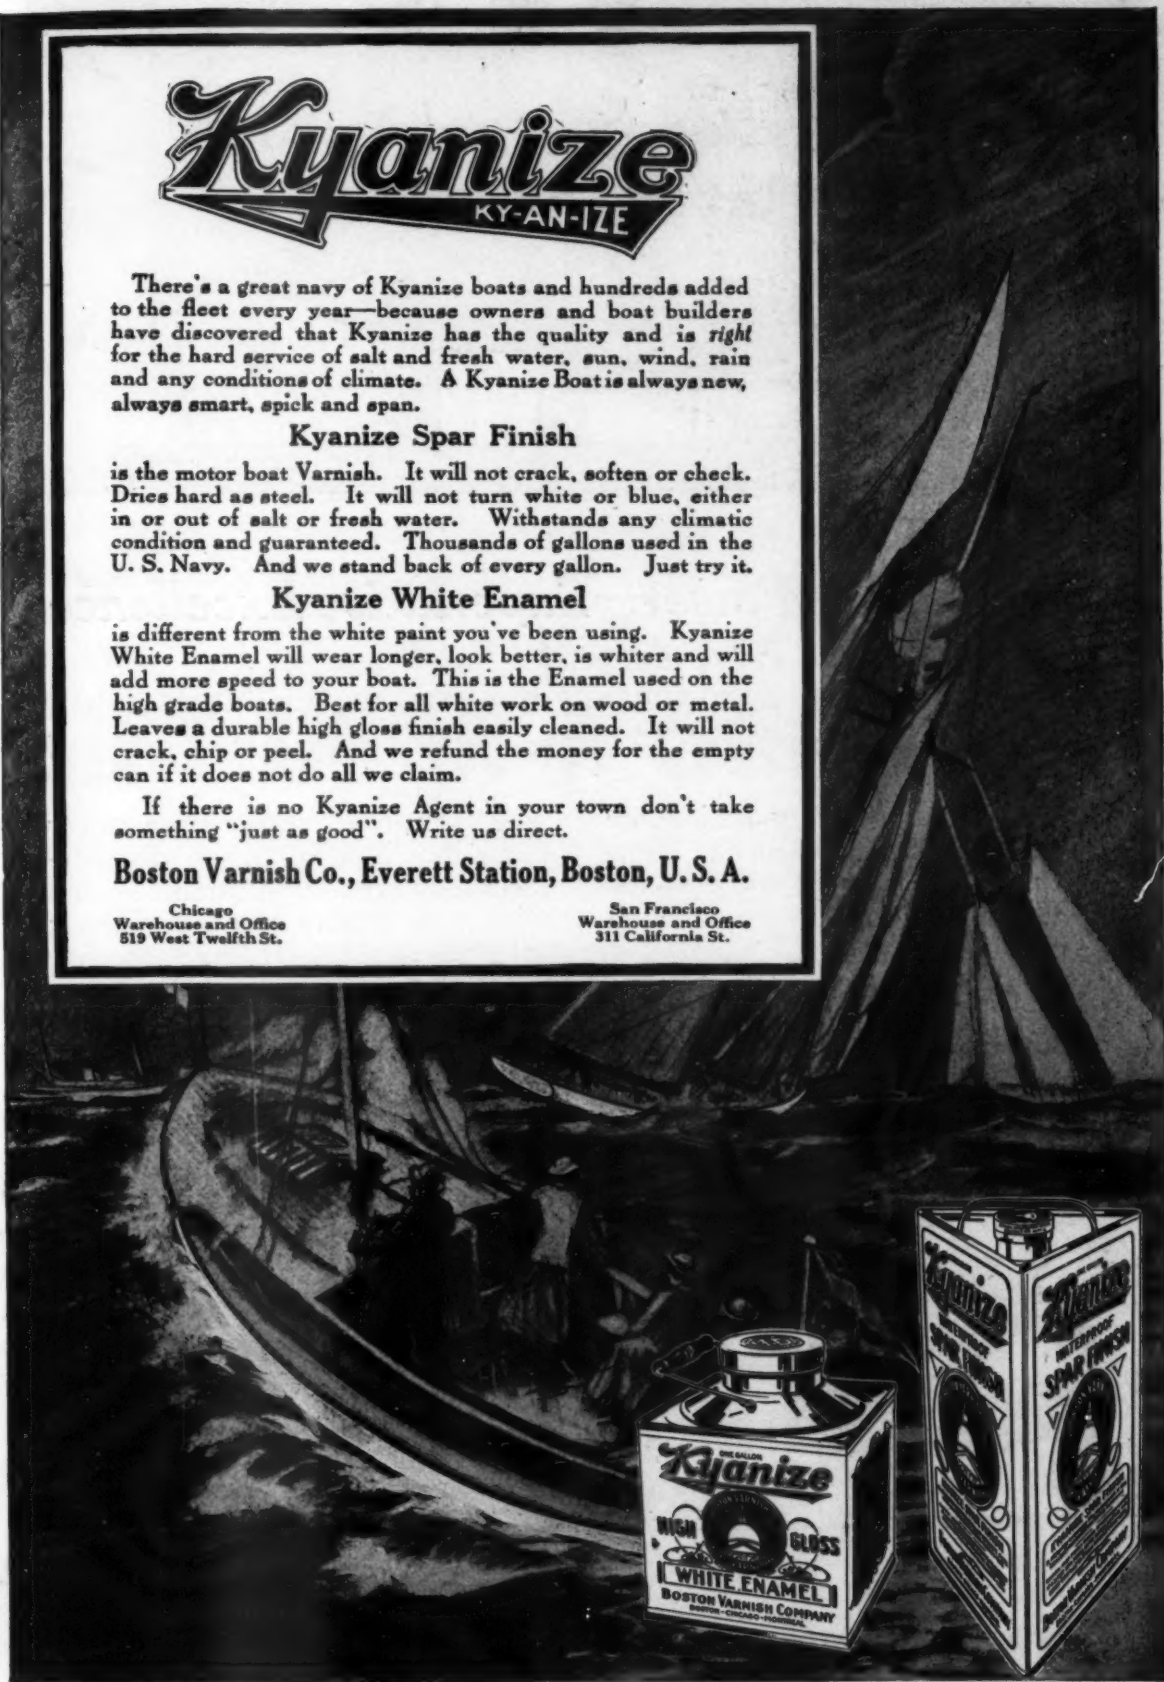 Kyanize
KY-AN-IZE
There's a great navy of Kyanize boats and hundreds added
to the fleet every year—because owners and boat builders
have discovered that Kyanize has the quality and is right
for the hard service of salt and fresh water, sun, wind, rain
and any conditions of climate. A Kyanize Boat is always new,
always smart, spick and span.
Kyanize Spar Finish
is the motor boat Varnish. It will not crack, soften or check.
Dries hard as steel. It will not turn white or blue, either
in or out of salt or fresh water. Withstands any climatic
condition and guaranteed. Thousands of gallons used in the
U. S. Navy. And we stand back of every gallon. Just try it.
Kyanize White Enamel
is different from the white paint you've been using. Kyanize
White Enamel will wear longer, look better, is whiter and will
add more speed to your boat. This is the Enamel used on the
high grade boats. Best for all white work on wood or metal.
Leaves a durable high gloss finish easily cleaned. It will not
crack, chip or peel. And we refund the money for the empty
can if it does not do all we claim.
If there is no Kyanize Agent in your town don't take
something "just as good". Write us direct.
Boston Varnish Co., Everett Station, Boston, U. S. A.
Chicago
Warehouse and Office
519 West Twelfth St.
San Francisco
Warehouse and Office
311 California St.
ONE GALLON
Kyanize
HIGH GLOSS
WHITE ENAMEL
BOSTON VARNISH COMPANY
BOSTON-CHICAGO-MONTREAL
Kyanize
WATERPROOF
SPAR FINISH
Kyanize
WATERPROOF
SPAR FINISH